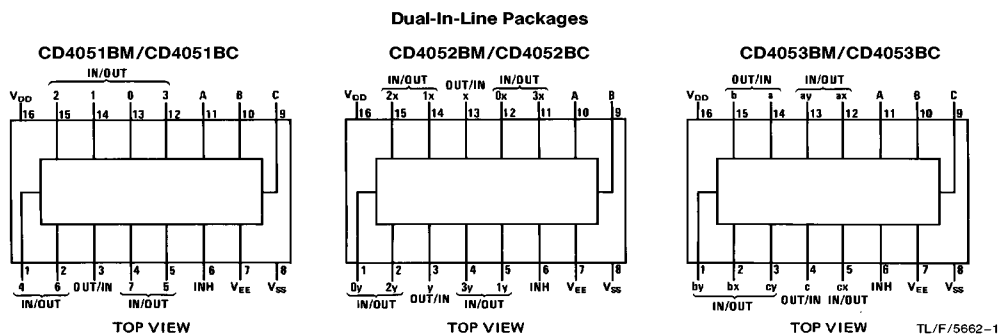 Dual-In-Line Packages
CD4051BM/CD4051BC
IN/OUT
VDD 2 1 0 3 A B C
16 15 14 13 12 11 10 9
1 2 3 4 5 6 7 8
4 6 OUT/IN 7 5 INH VEE VSS
IN/OUT IN/OUT
TOP VIEW
CD4052BM/CD4052BC
IN/OUT OUT/IN IN/OUT
VDD 2x 1x x 0x 3x A B
16 15 14 13 12 11 10 9
1 2 3 4 5 6 7 8
0y 2y y 3y 1y INH VEE VSS
IN/OUT OUT/IN IN/OUT
TOP VIEW
CD4053BM/CD4053BC
OUT/IN IN/OUT
VDD b a ay ax A B C
16 15 14 13 12 11 10 9
1 2 3 4 5 6 7 8
by bx cy c cx INH VEE VSS
IN/OUT OUT/IN IN/OUT
TOP VIEW
TL/F/5662-1